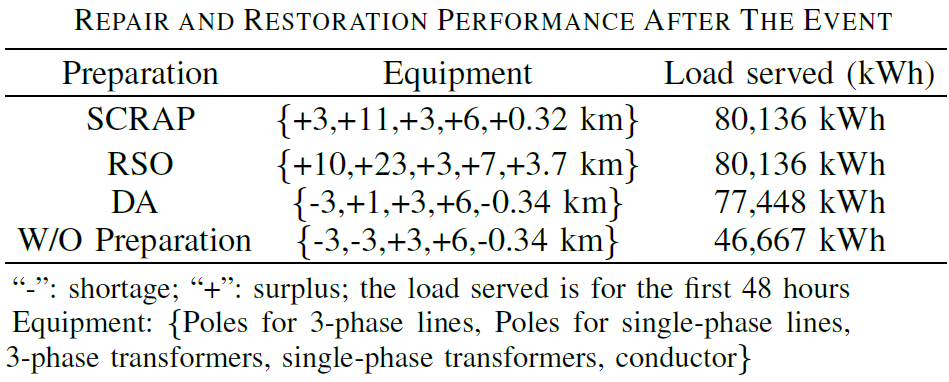 REPAIR AND RESTORATION PERFORMANCE AFTER THE EVENT
Preparation Equipment Load served (kWh)
SCRAP {+3,+11,+3,+6,+0.32 km} 80,136 kWh
RSO {+10,+23,+3,+7,+3.7 km} 80,136 kWh
DA {-3,+1,+3,+6,-0.34 km} 77,448 kWh
W/O Preparation {-3,-3,+3,+6,-0.34 km} 46,667 kWh
“-”: shortage; “+”: surplus; the load served is for the first 48 hours
Equipment: {Poles for 3-phase lines, Poles for single-phase lines,
3-phase transformers, single-phase transformers, conductor}